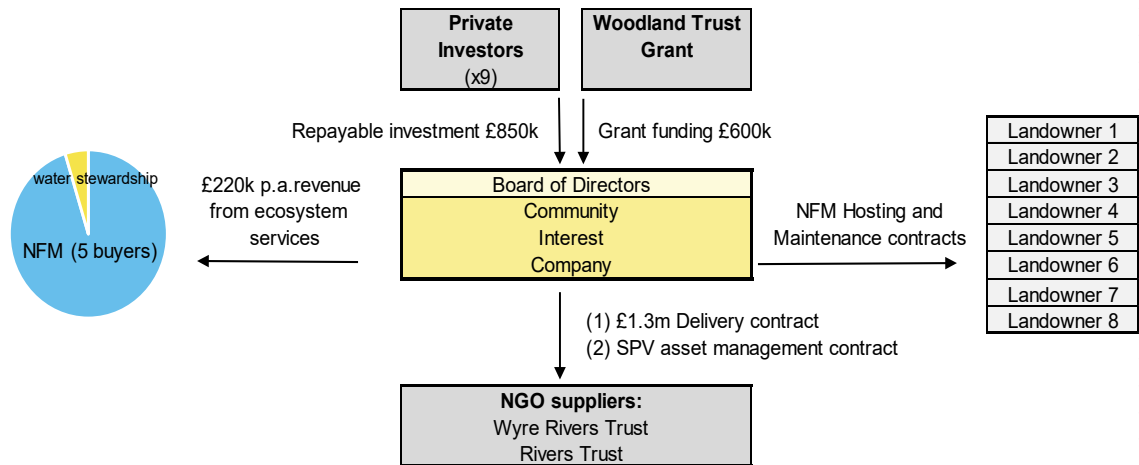 Private
Investors
(x9)
Woodland Trust
Grant
Repayable investment £850k
Grant funding £600k
water stewardship
NFM (5 buyers)
£220k p.a.revenue
from ecosystem
services
Board of Directors
Community
Interest
Company
NFM Hosting and
Maintenance contracts
Landowner 1
Landowner 2
Landowner 3
Landowner 4
Landowner 5
Landowner 6
Landowner 7
Landowner 8
(1) £1.3m Delivery contract
(2) SPV asset management contract
NGO suppliers:
Wyre Rivers Trust
Rivers Trust